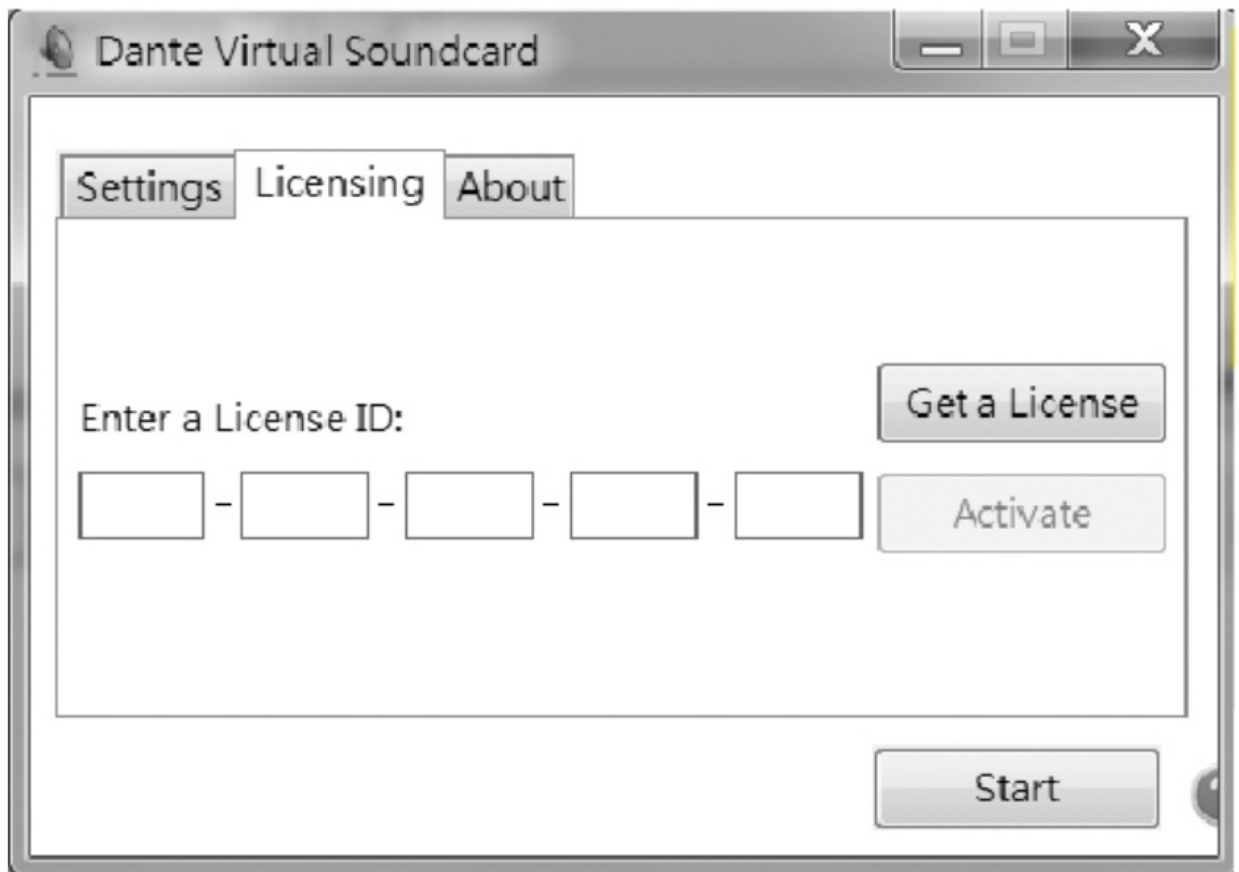 Dante Virtual Soundcard
Settings Licensing About
Get a License
Enter a License ID:
- - - -
Activate
Start